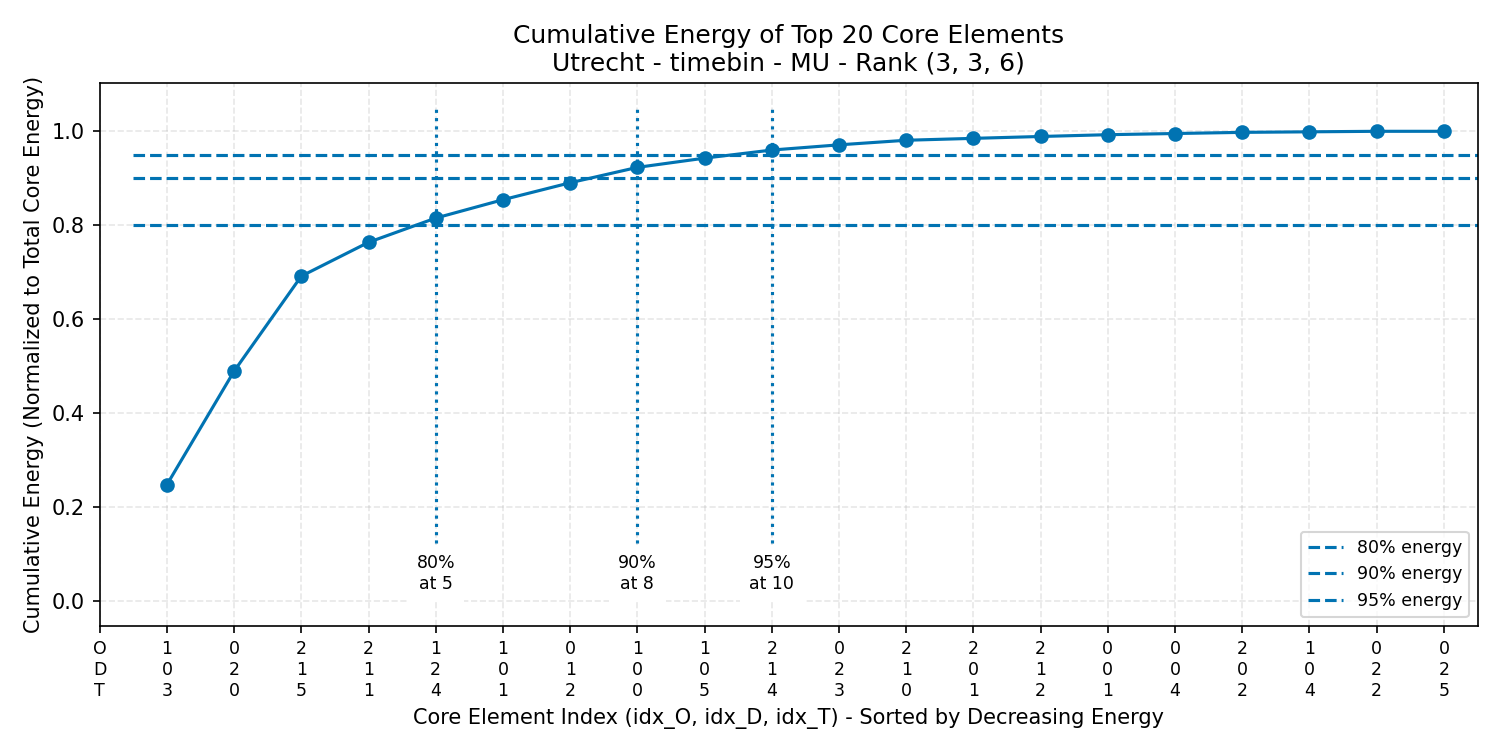 Cumulative Energy of Top 20 Core Elements
Utrecht - timebin - MU - Rank (3, 3, 6)
Cumulative Energy (Normalized to Total Core Energy)
1.0
0.8
0.6
0.4
0.2
0.0
80%
at 5
90%
at 8
95%
at 10
80% energy
90% energy
95% energy
O 1 0 2 2 1 1 0 1 1 2 0 2 2 2 0 0 2 1 0 0
D 0 2 1 1 2 0 1 0 0 1 2 1 0 1 0 0 0 0 2 2
T 3 0 5 1 4 1 2 0 5 4 3 0 1 2 1 4 2 4 2 5
Core Element Index (idx_O, idx_D, idx_T) - Sorted by Decreasing Energy